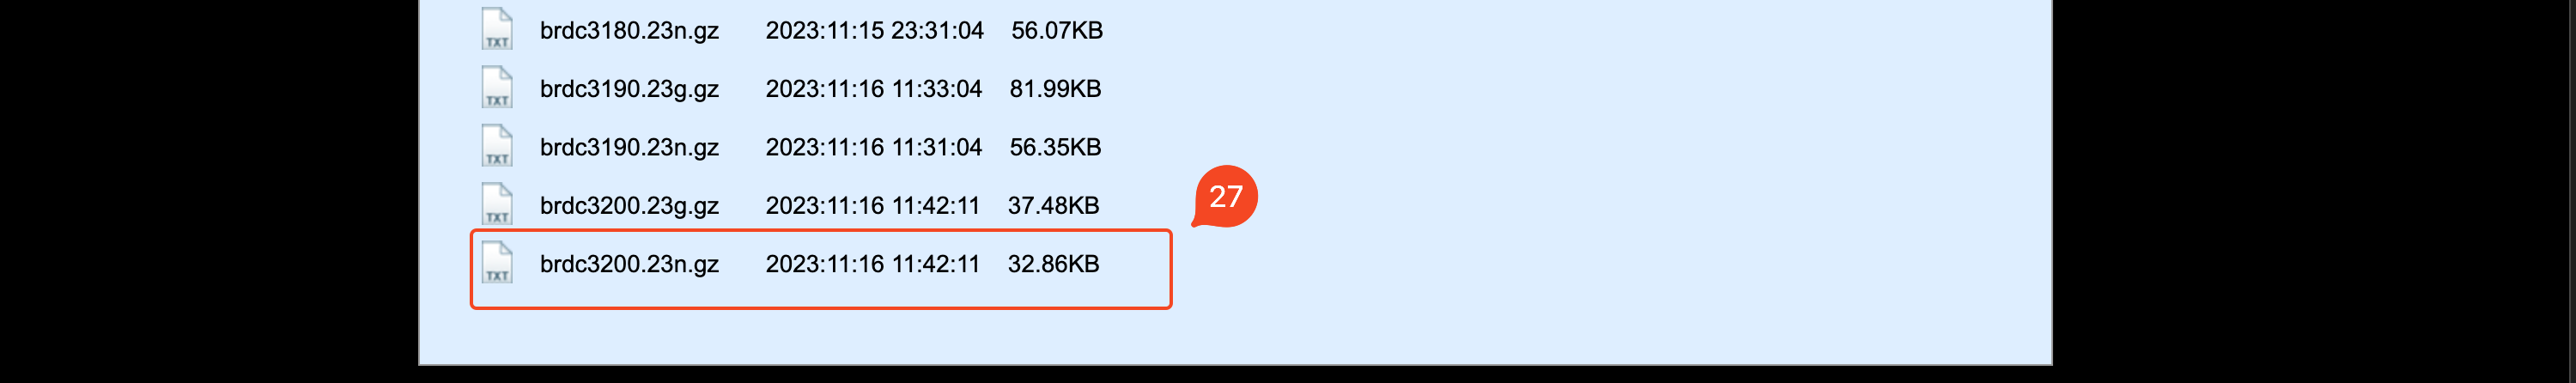 TXT brdc3180.23n.gz 2023:11:15 23:31:04 56.07KB
TXT brdc3190.23g.gz 2023:11:16 11:33:04 81.99KB
TXT brdc3190.23n.gz 2023:11:16 11:31:04 56.35KB
27
TXT brdc3200.23g.gz 2023:11:16 11:42:11 37.48KB
TXT brdc3200.23n.gz 2023:11:16 11:42:11 32.86KB